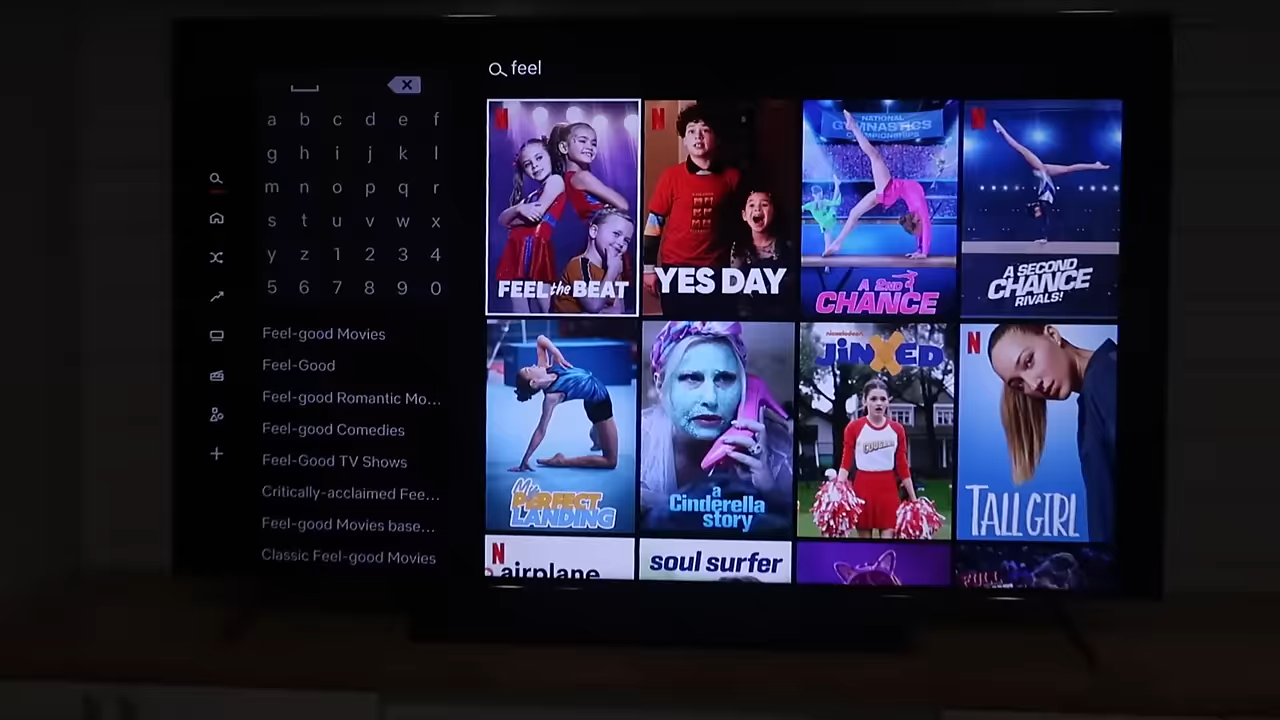 feel
a b c d e f
g h i j k l
m n o p q r
s t u v w x
y z 1 2 3 4
5 6 7 8 9 0
Feel-good Movies
Feel-Good
Feel-good Romantic Mo...
Feel-good Comedies
Feel-Good TV Shows
Critically-acclaimed Fee...
Feel-good Movies base...
Classic Feel-good Movies
N
FEEL the BEAT
N
YES DAY
NATIONAL
GYMNASTICS
CHAMPIONSHIPS
A 2nd
CHANCE
N
A SECOND
CHANCE
RIVALS!
My
PERFECT
LANDING
a
Cinderella
story
nickelodeon
JiNXED
COUGARS
N
TALL GIRL
N
airplane
soul surfer